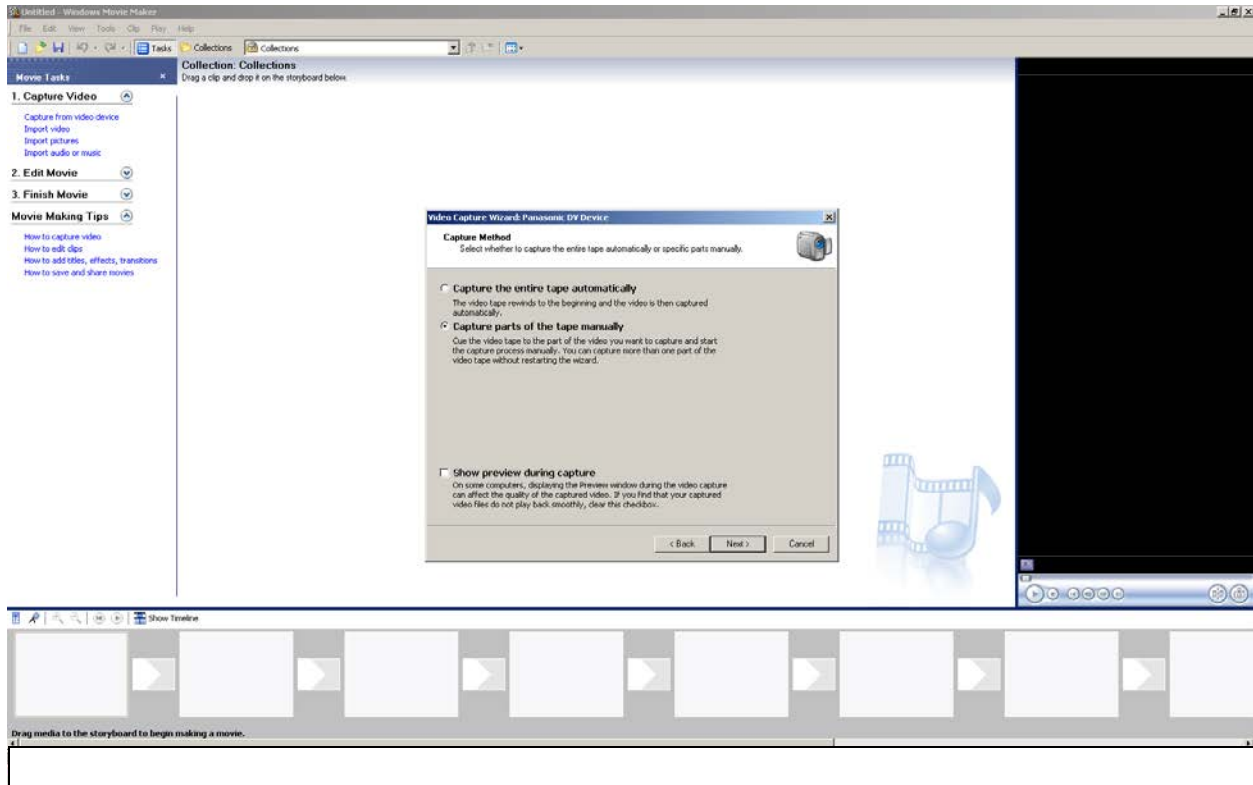 Untitled - Windows Movie Maker
File Edit View Tools Clip Play Help
Tasks Collections Collections
Movie Tasks
Collection: Collections
Drag a clip and drop it on the storyboard below.
1. Capture Video
Capture from video device
Import video
Import pictures
Import audio or music
2. Edit Movie
3. Finish Movie
Movie Making Tips
How to capture video
How to edit clips
How to add titles, effects, transitions
How to save and share movies
Video Capture Wizard: Panasonic DV Device
Capture Method
Select whether to capture the entire tape automatically or specific parts manually.
Capture the entire tape automatically
The video tape rewinds to the beginning and the video is then captured
automatically.
Capture parts of the tape manually
Cue the video tape to the part of the video you want to capture and start
the capture process manually. You can capture more than one part of the
video tape without restarting the wizard.
Show preview during capture
On some computers, displaying the Preview window during the video capture
can affect the quality of the captured video. If you find that your captured
video files do not play back smoothly, clear this checkbox.
< Back Next > Cancel
Show Timeline
Drag media to the storyboard to begin making a movie.